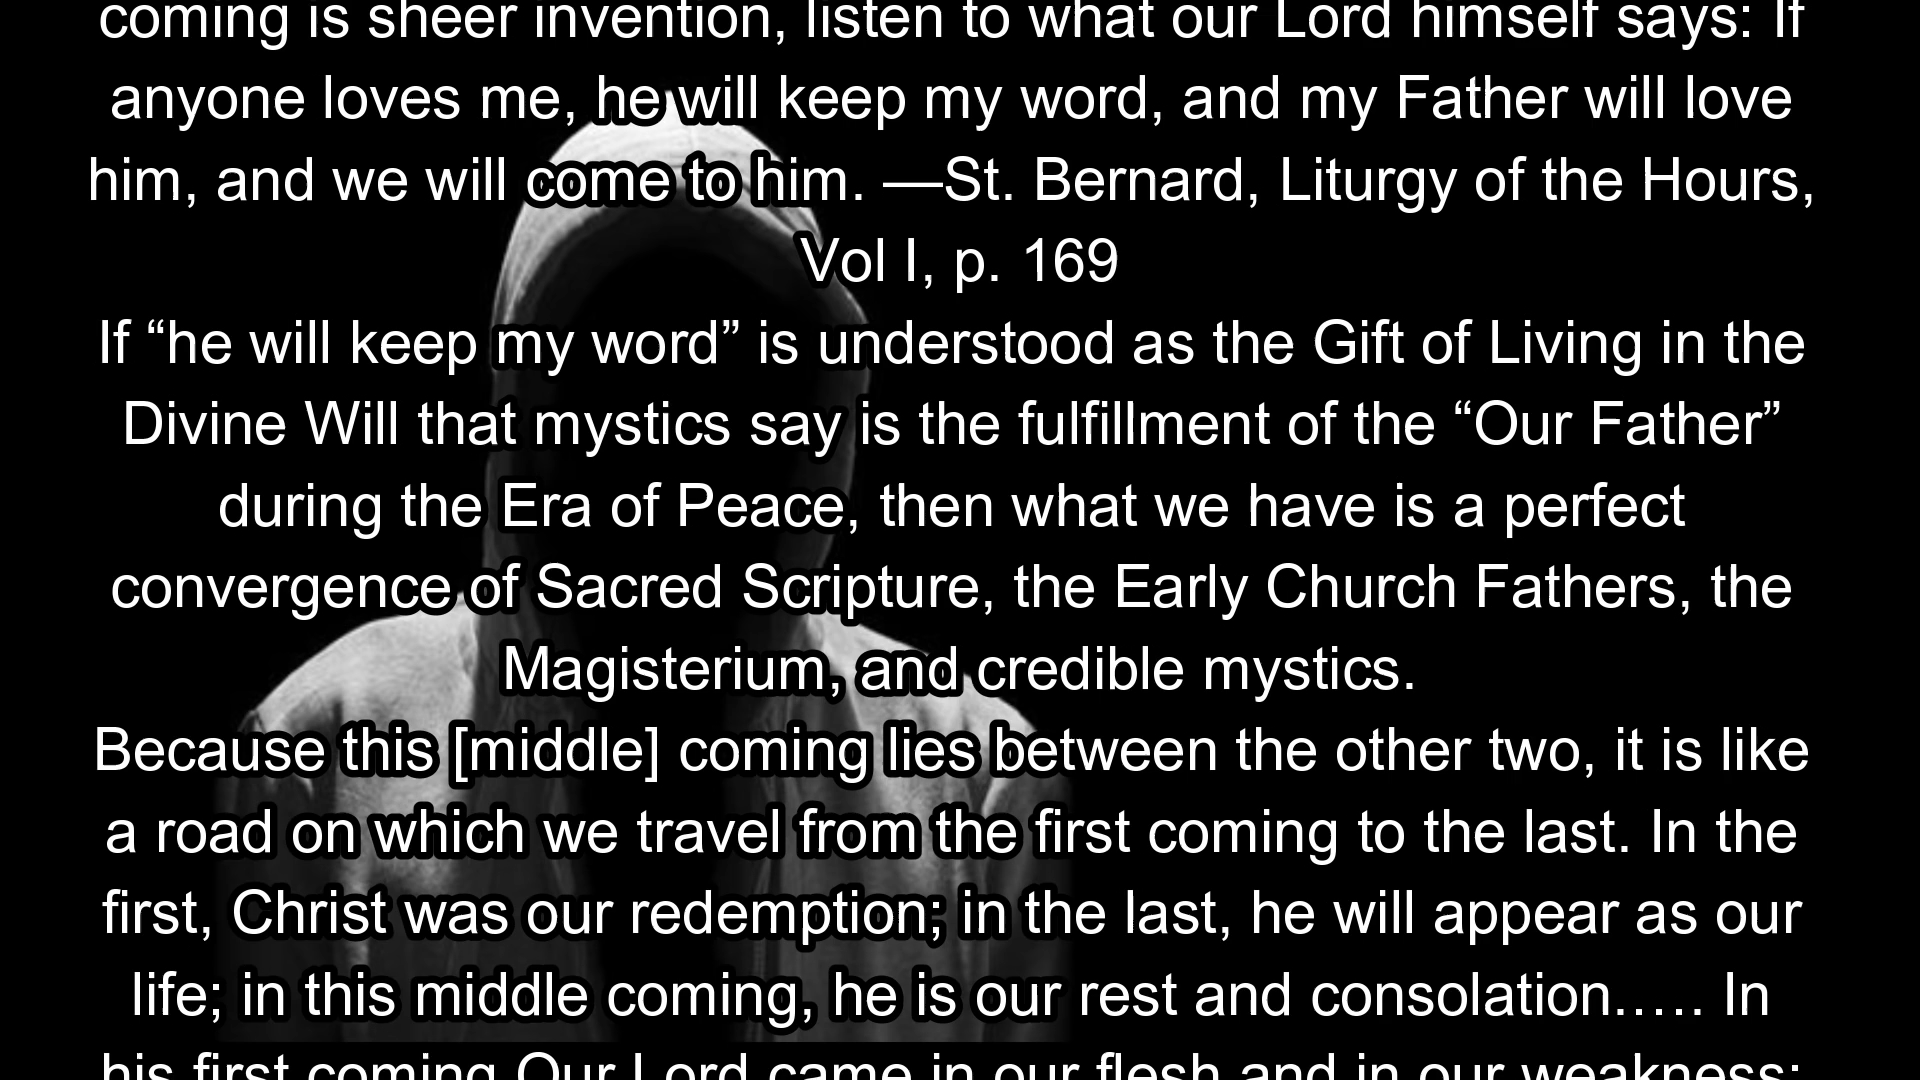 coming is sheer invention, listen to what our Lord himself says: If
anyone loves me, he will keep my word, and my Father will love
him, and we will come to him. —St. Bernard, Liturgy of the Hours,
Vol I, p. 169
If “he will keep my word” is understood as the Gift of Living in the
Divine Will that mystics say is the fulfillment of the “Our Father”
during the Era of Peace, then what we have is a perfect
convergence of Sacred Scripture, the Early Church Fathers, the
Magisterium, and credible mystics.
Because this [middle] coming lies between the other two, it is like
a road on which we travel from the first coming to the last. In the
first, Christ was our redemption; in the last, he will appear as our
life; in this middle coming, he is our rest and consolation.…. In
his first coming Our Lord came in our flesh and in our weakness;